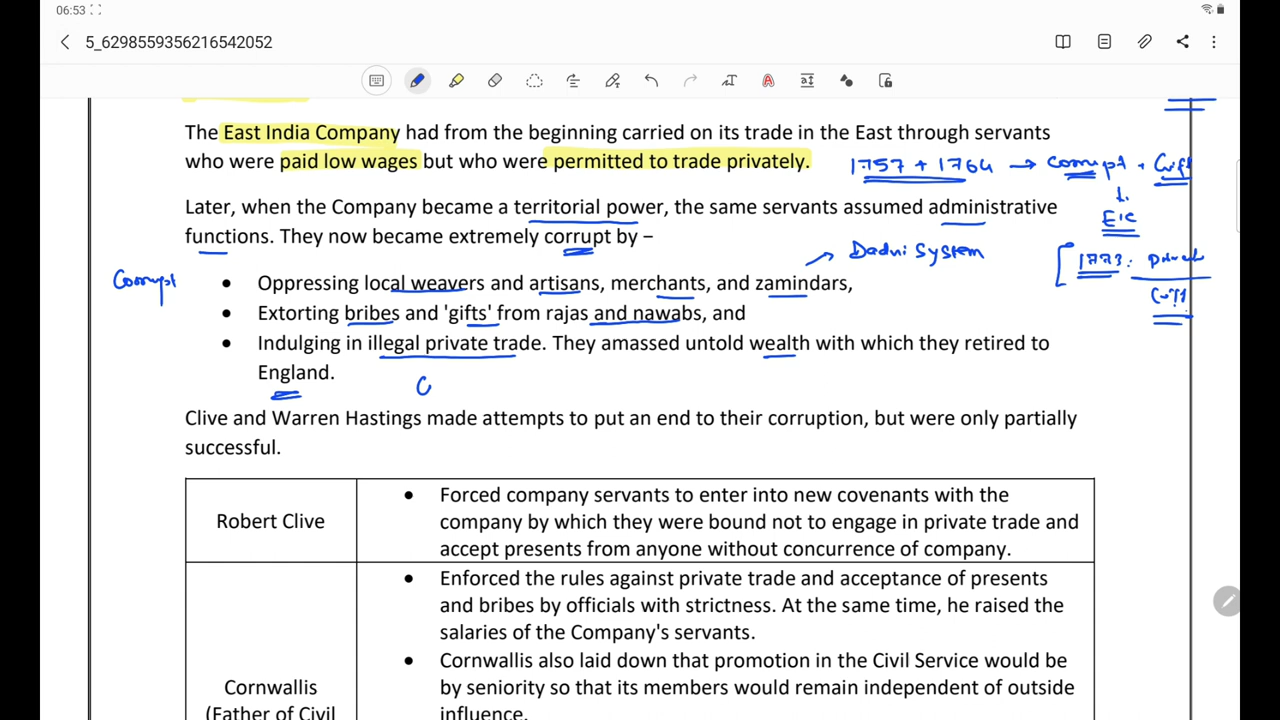 06:53
5_6298559356216542052
The East India Company had from the beginning carried on its trade in the East through servants
who were paid low wages but who were permitted to trade privately.
1757 + 1764 → corrupt + Gift
EIC
Later, when the Company became a territorial power, the same servants assumed administrative
functions. They now became extremely corrupt by –
Dadni System
1773:
Gift
Corrupt
• Oppressing local weavers and artisans, merchants, and zamindars,
• Extorting bribes and 'gifts' from rajas and nawabs, and
• Indulging in illegal private trade. They amassed untold wealth with which they retired to
England.
C
Clive and Warren Hastings made attempts to put an end to their corruption, but were only partially
successful.
Robert Clive
• Forced company servants to enter into new covenants with the
company by which they were bound not to engage in private trade and
accept presents from anyone without concurrence of company.
Cornwallis
(Father of Civil
• Enforced the rules against private trade and acceptance of presents
and bribes by officials with strictness. At the same time, he raised the
salaries of the Company's servants.
• Cornwallis also laid down that promotion in the Civil Service would be
by seniority so that its members would remain independent of outside
influence.